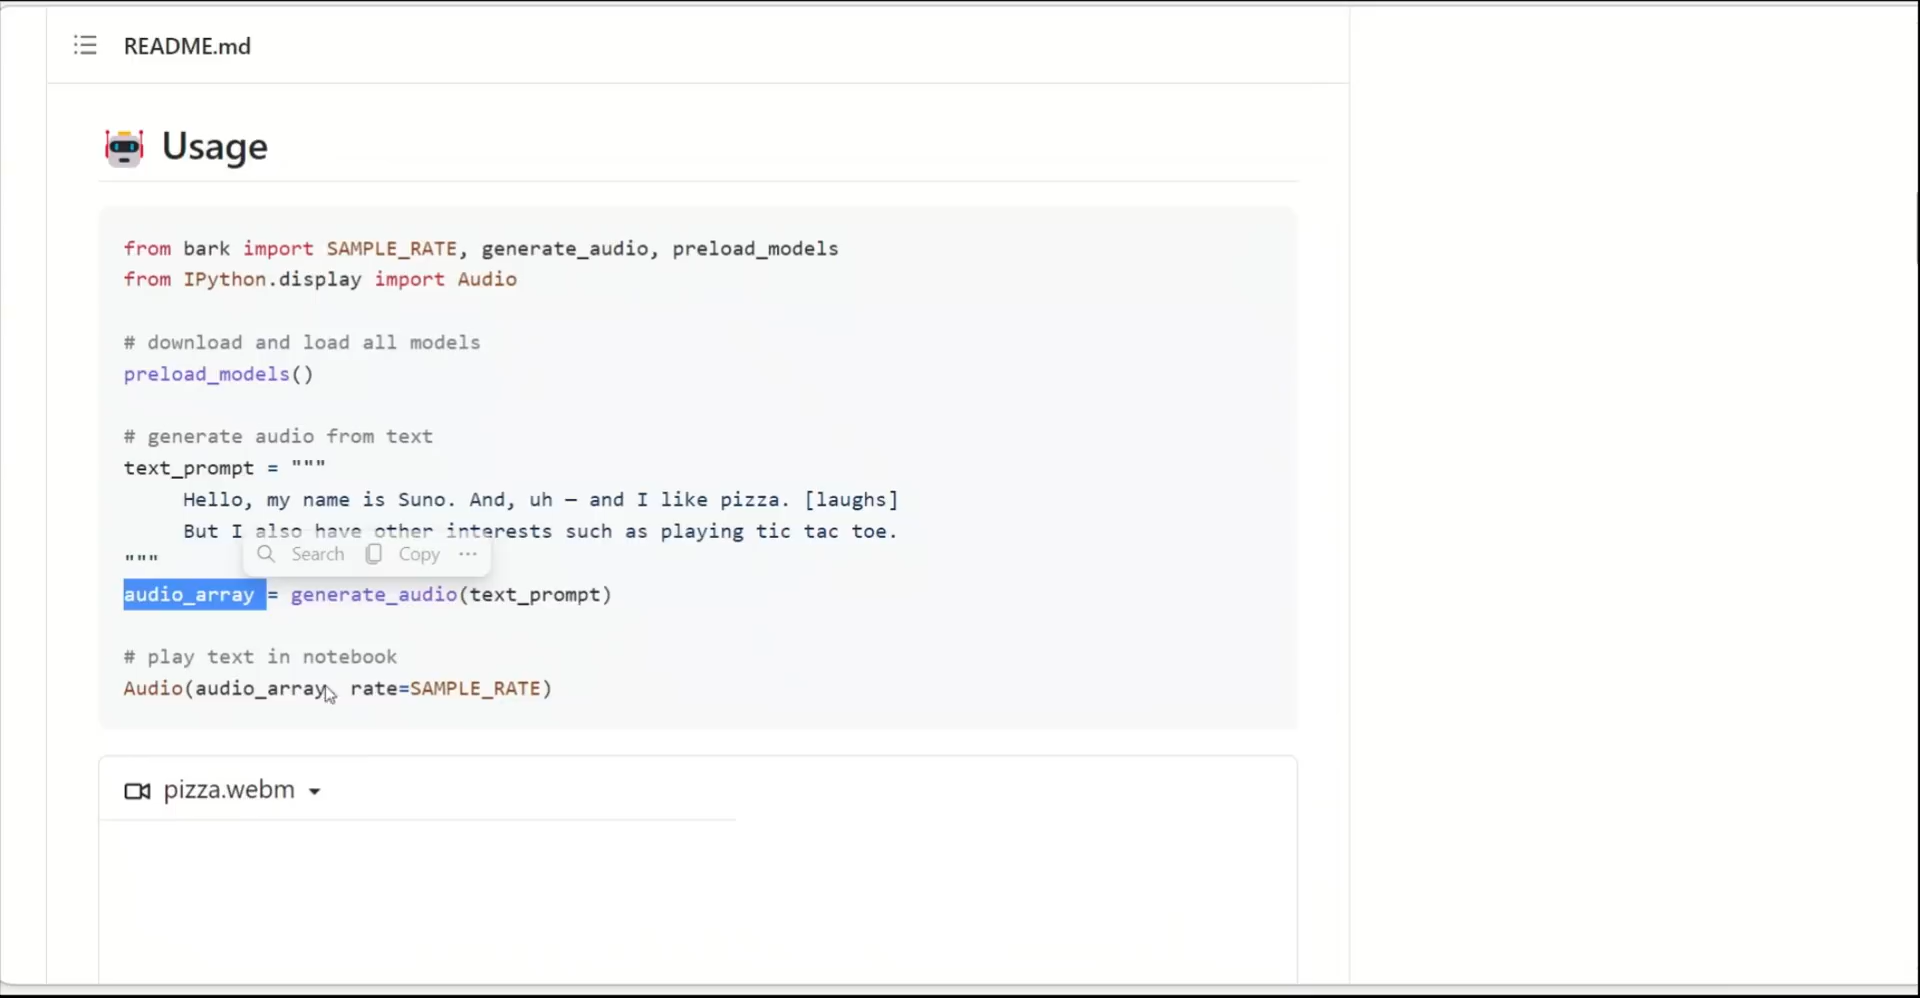 README.md
Usage
from bark import SAMPLE_RATE, generate_audio, preload_models
from IPython.display import Audio
# download and load all models
preload_models()
# generate audio from text
text_prompt = """
Hello, my name is Suno. And, uh — and I like pizza. [laughs]
But I also have other interests such as playing tic tac toe.
"""
Search Copy ...
audio_array = generate_audio(text_prompt)
# play text in notebook
Audio(audio_array, rate=SAMPLE_RATE)
pizza.webm